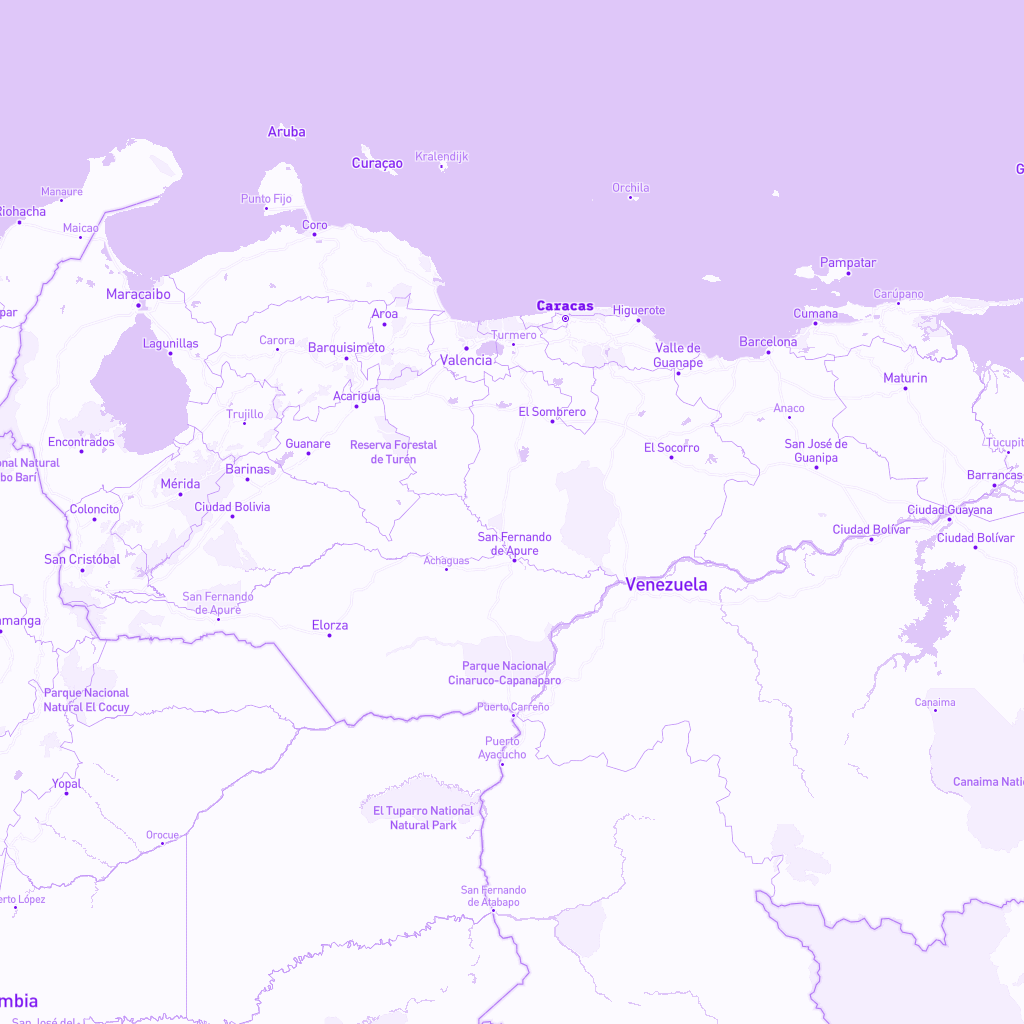 Aruba
Curaçao
Kralendijk
G
Manaure
Punto Fijo
Orchila
Riohacha
Maicao
Coro
Pampatar
Maracaibo
Caracas
Higuerote
Carúpano
par
Aroa
Cumana
Lagunillas
Carora
Barquisimeto
Turmero
Valencia
Valle de
Guanape
Barcelona
Maturin
Acarigua
Trujillo
El Sombrero
Anaco
Encontrados
Guanare
Reserva Forestal
de Turén
El Socorro
San José de
Guanipa
Tucupit
onal Natural
bo Barí
Barinas
Mérida
Barrancas
Coloncito
Ciudad Bolivia
Ciudad Guayana
San Fernando
de Apure
Ciudad Bolívar
Ciudad Bolívar
San Cristóbal
Achaguas
Venezuela
San Fernando
de Apure
amanga
Elorza
Parque Nacional
Cinaruco-Capanaparo
Parque Nacional
Natural El Cocuy
Puerto Carreño
Canaima
Puerto
Ayacucho
Yopal
Canaima Natio
El Tuparro National
Natural Park
Orocue
San Fernando
de Atabapo
erto López
mbia
San José del